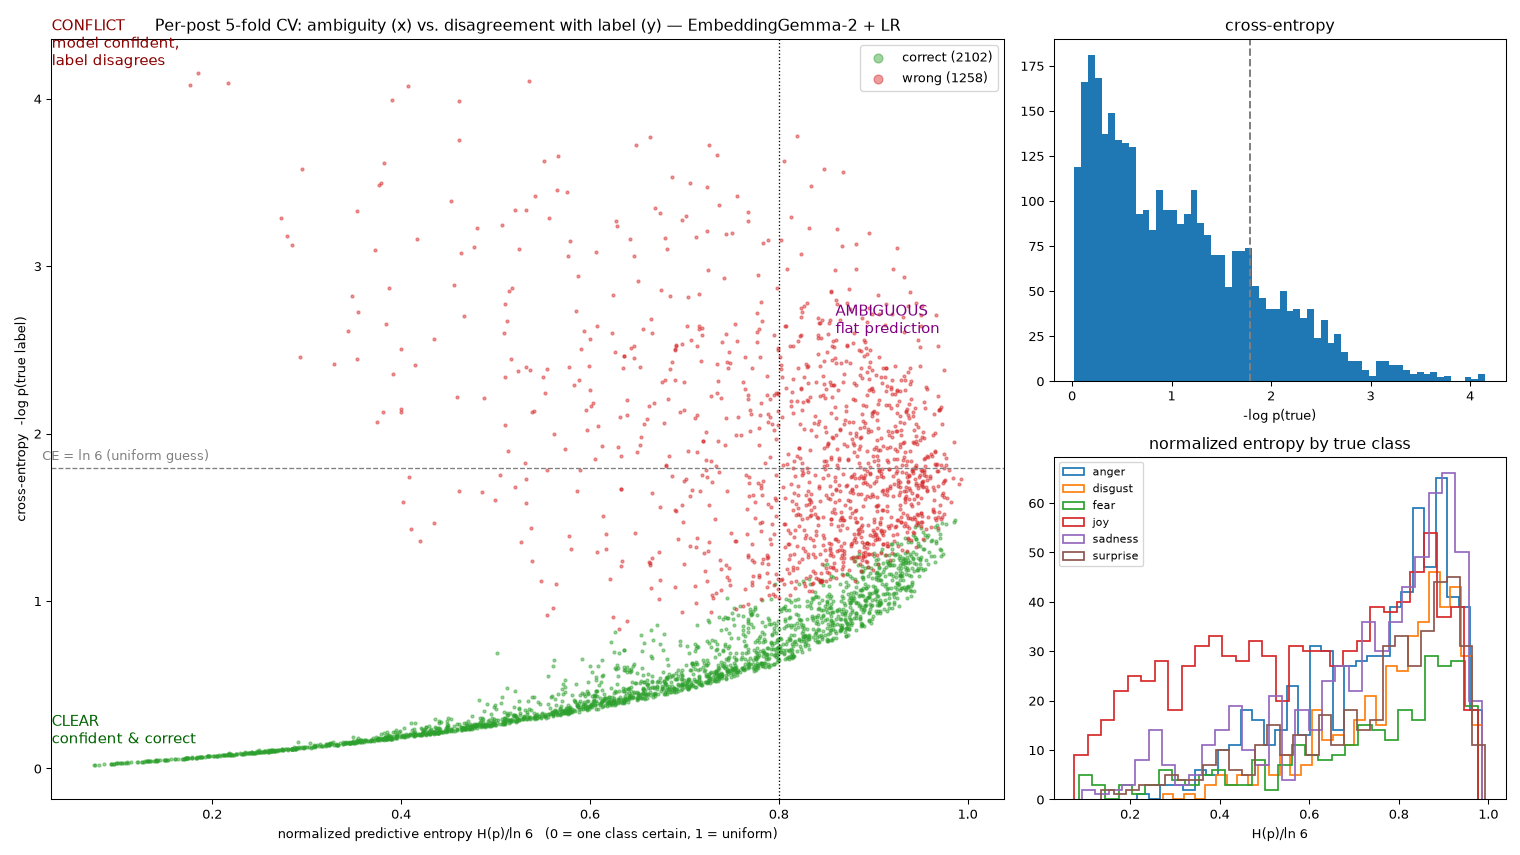 Per-post 5-fold CV: ambiguity (x) vs. disagreement with label (y) — EmbeddingGemma-2 + LR
CONFLICT
model confident,
label disagrees
correct (2102)
wrong (1258)
AMBIGUOUS
flat prediction
CE = ln 6 (uniform guess)
CLEAR
confident & correct
4
3
2
1
0
cross-entropy -log p(true label)
0.2
0.4
0.6
0.8
1.0
normalized predictive entropy H(p)/ln 6 (0 = one class certain, 1 = uniform)
cross-entropy
175
150
125
100
75
50
25
0
0
1
2
3
4
-log p(true)
normalized entropy by true class
anger
disgust
fear
joy
sadness
surprise
60
50
40
30
20
10
0
0.2
0.4
0.6
0.8
1.0
H(p)/ln 6